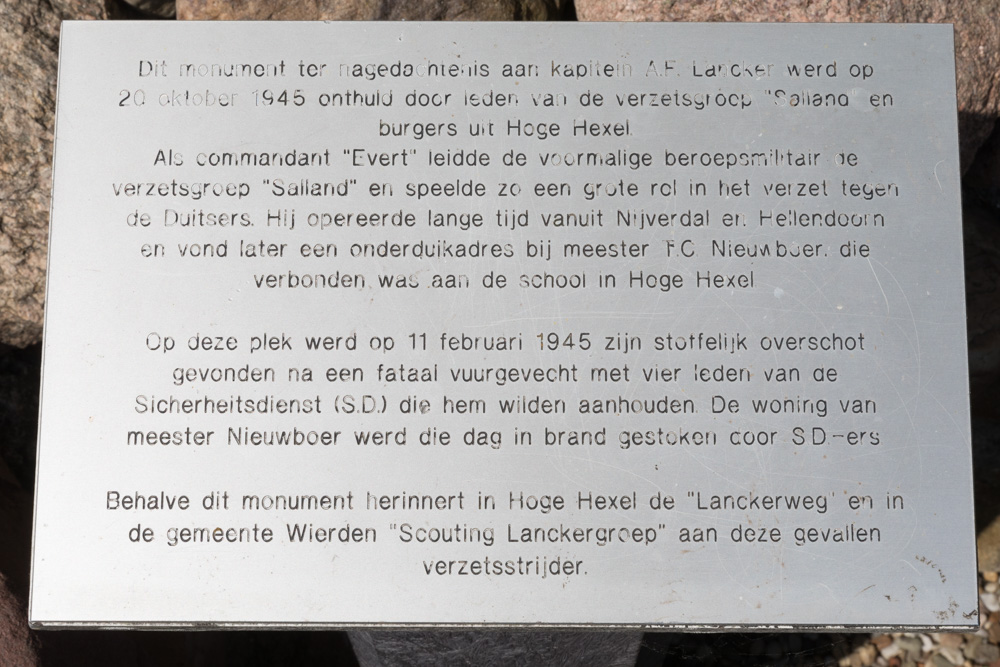 Dit monument ter nagedachtenis aan kapitein A.F. Lancker werd op
20 oktober 1945 onthuld door leden van de verzetsgroep "Salland" en
burgers uit Hoge Hexel.
Als commandant "Evert" leidde de voormalige beroepsmilitair de
verzetsgroep "Salland" en speelde zo een grote rol in het verzet tegen
de Duitsers. Hij opereerde lange tijd vanuit Nijverdal en Hellendoorn
en vond later een onderduikadres bij meester T.C. Nieuwboer, die
verbonden was aan de school in Hoge Hexel.
Op deze plek werd op 11 februari 1945 zijn stoffelijk overschot
gevonden na een fataal vuurgevecht met vier leden van de
Sicherheitsdienst (S.D.) die hem wilden aanhouden. De woning van
meester Nieuwboer werd die dag in brand gestoken door S.D.-ers.
Behalve dit monument herinnert in Hoge Hexel de "Lanckerweg" en in
de gemeente Wierden "Scouting Lanckergroep" aan deze gevallen
verzetsstrijder.